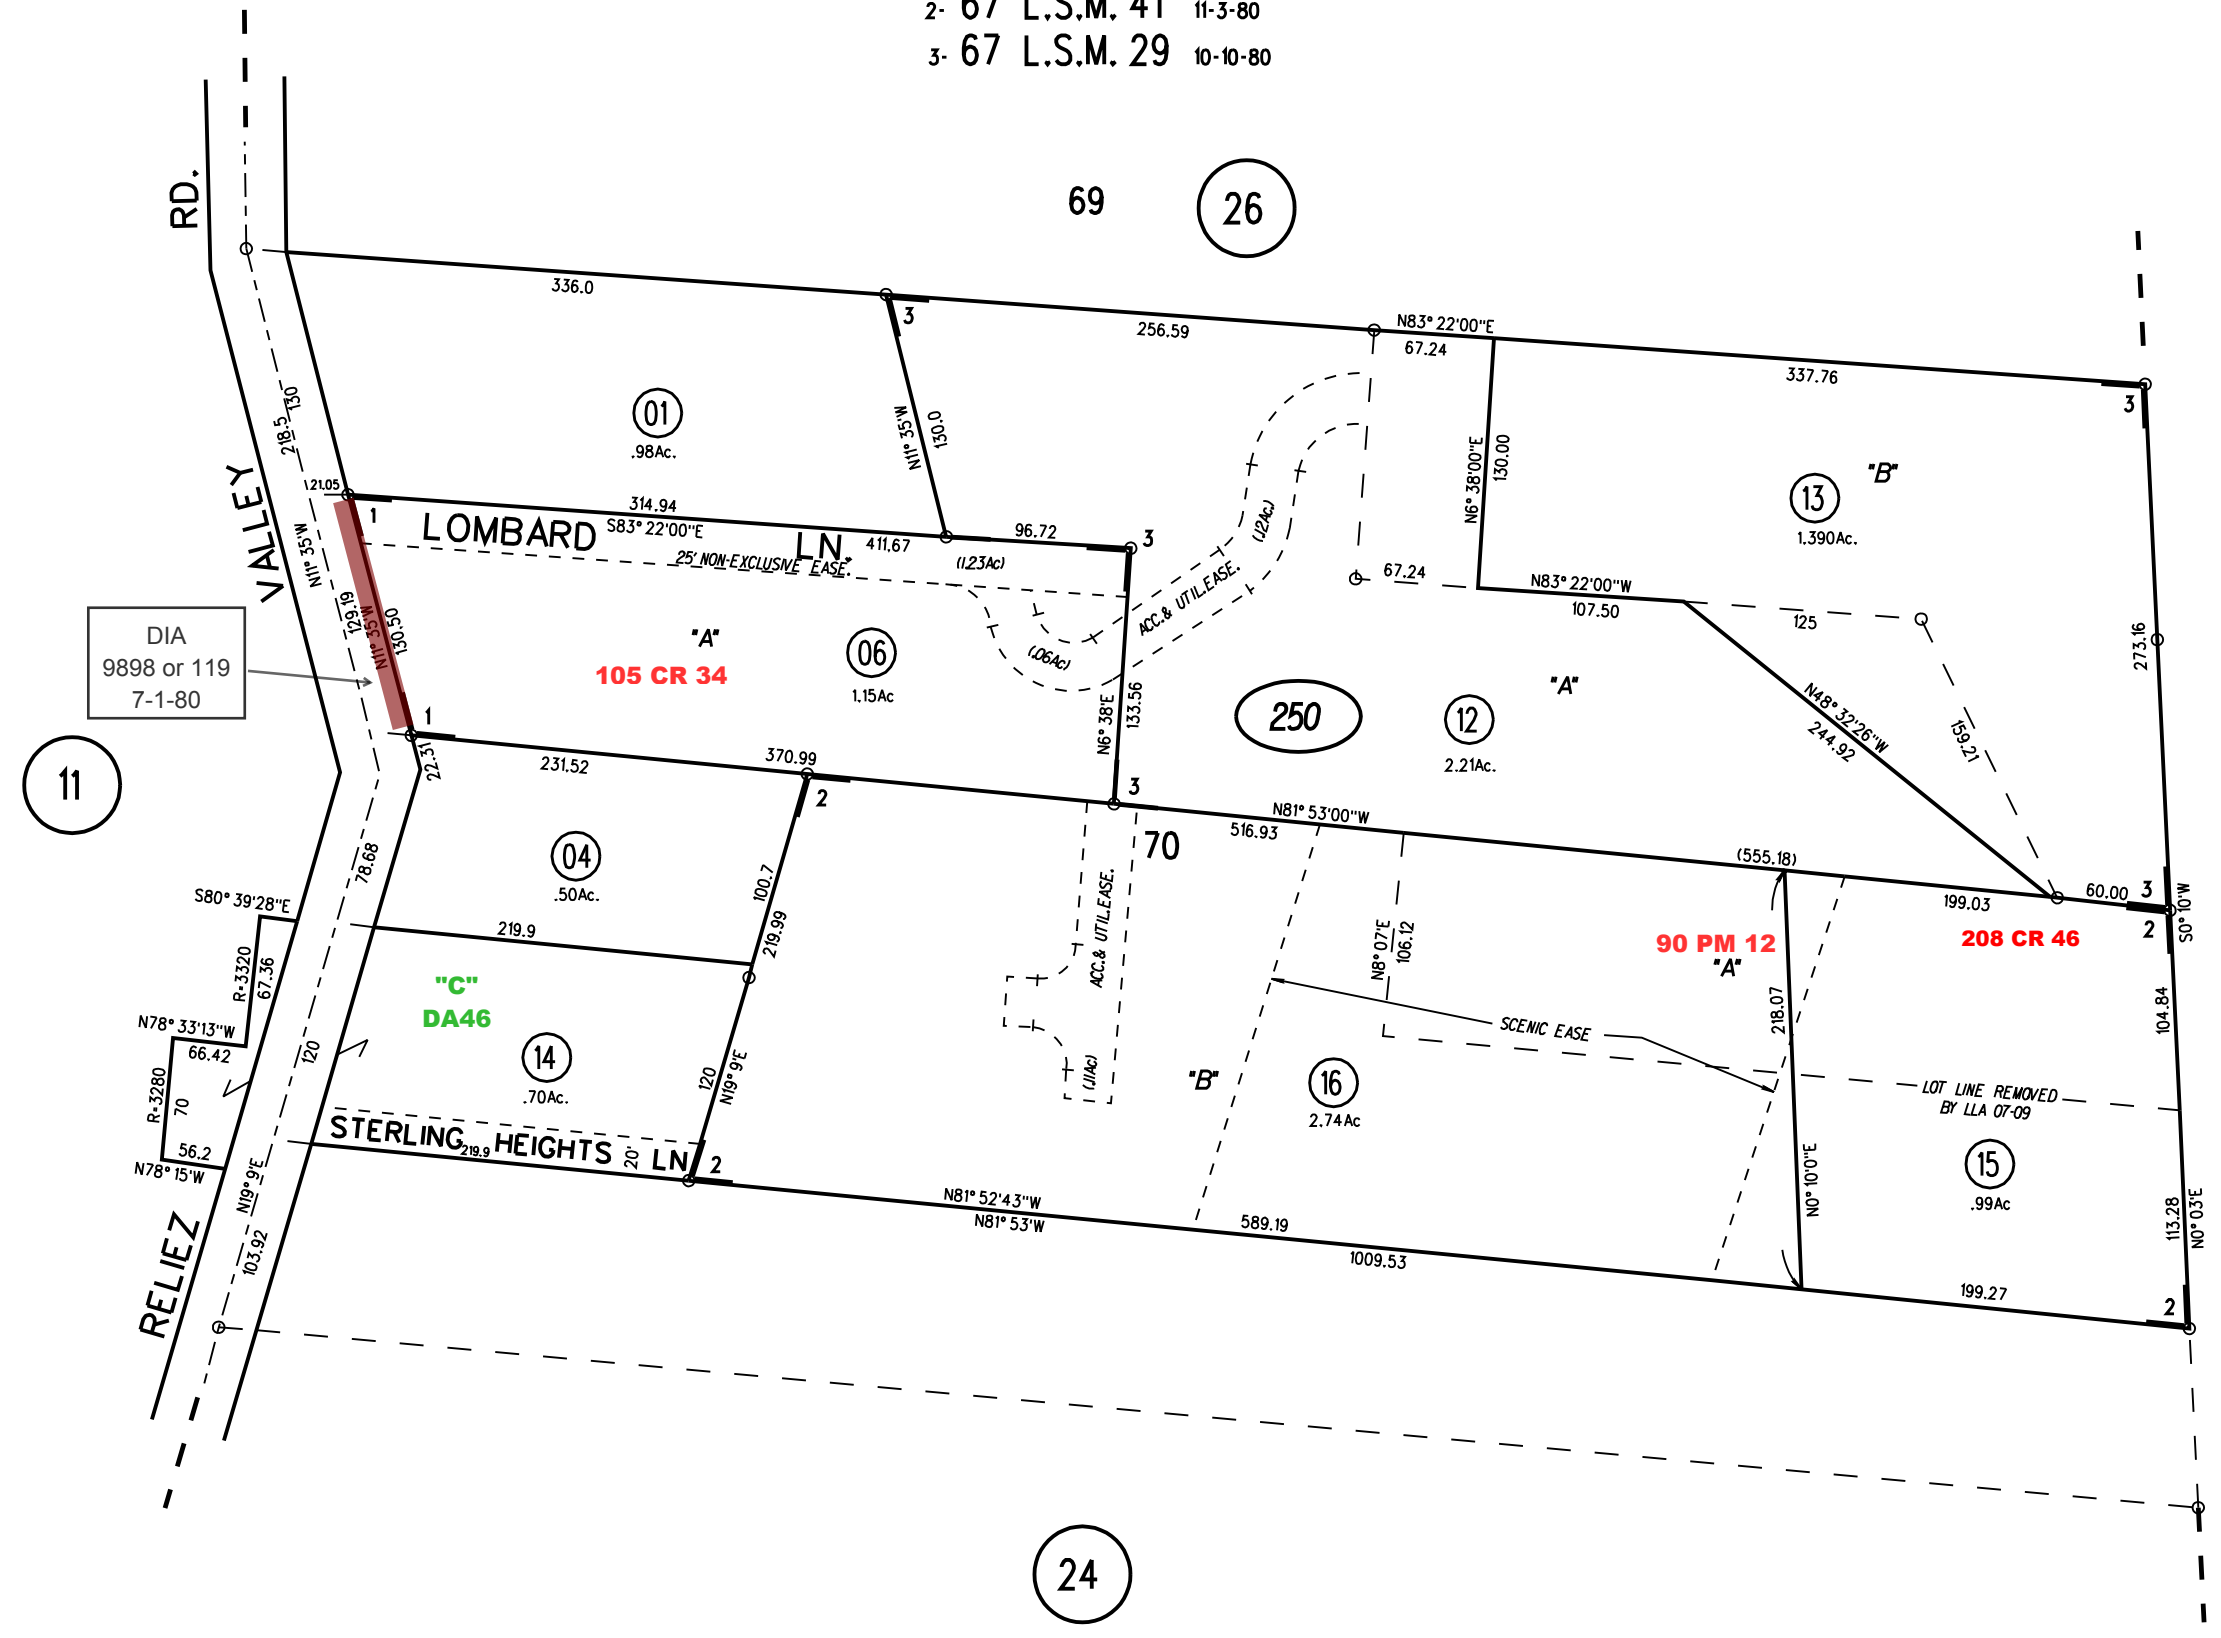 2- 67 L.S.M. 41 11-3-80
3- 67 L.S.M. 29 10-10-80
RD.
69
26
336.0
3
256.59
N83° 22'00"E
67.24
337.76
3
130
218.5
01
.98Ac.
N11° 35'W
130.0
N6° 38'00"E
130.00
"B"
13
1.390Ac.
VALLEY
21.05
1
314.94
LOMBARD LN.
S83° 22'00"E
411.67
96.72
3
25' NON-EXCLUSIVE EASE.
(1.23Ac)
(.12Ac)
N11° 35'W
129.19
N11° 35'W
130.50
ACC.& UTIL.EASE.
67.24
N83° 22'00"W
107.50
125
273.16
DIA
9898 or 119
7-1-80
"A"
105 CR 34
06
1.15Ac
(.06Ac)
N6° 38'E
133.56
250
"A"
12
2.21Ac.
N48° 32'26"W
244.92
159.21
11
1
22.31
231.52
370.99
2
3
N81° 53'00"W
516.93
70
(555.18)
199.03
60.00
3
2
S0° 10'W
78.68
04
.50Ac.
100.7
219.99
219.9
ACC.& UTIL.EASE.
N8° 07'E
106.12
90 PM 12
"A"
208 CR 46
S80° 39'28"E
R=3320
67.36
N78° 33'13"W
66.42
R=3280
70
56.2
N78° 15'W
120
"C"
DA46
14
.70Ac.
120
N19° 9'E
(.11Ac)
"B"
16
2.74Ac
SCENIC EASE
218.07
104.84
LOT LINE REMOVED
BY LLA 07-09
STERLING HEIGHTS LN
219.9
20'
2
15
.99Ac
N0° 10'0"E
113.28
N0° 03'E
N19° 9'E
103.92
RELIEZ
N81° 52'43"W
N81° 53'W
589.19
1009.53
199.27
2
24